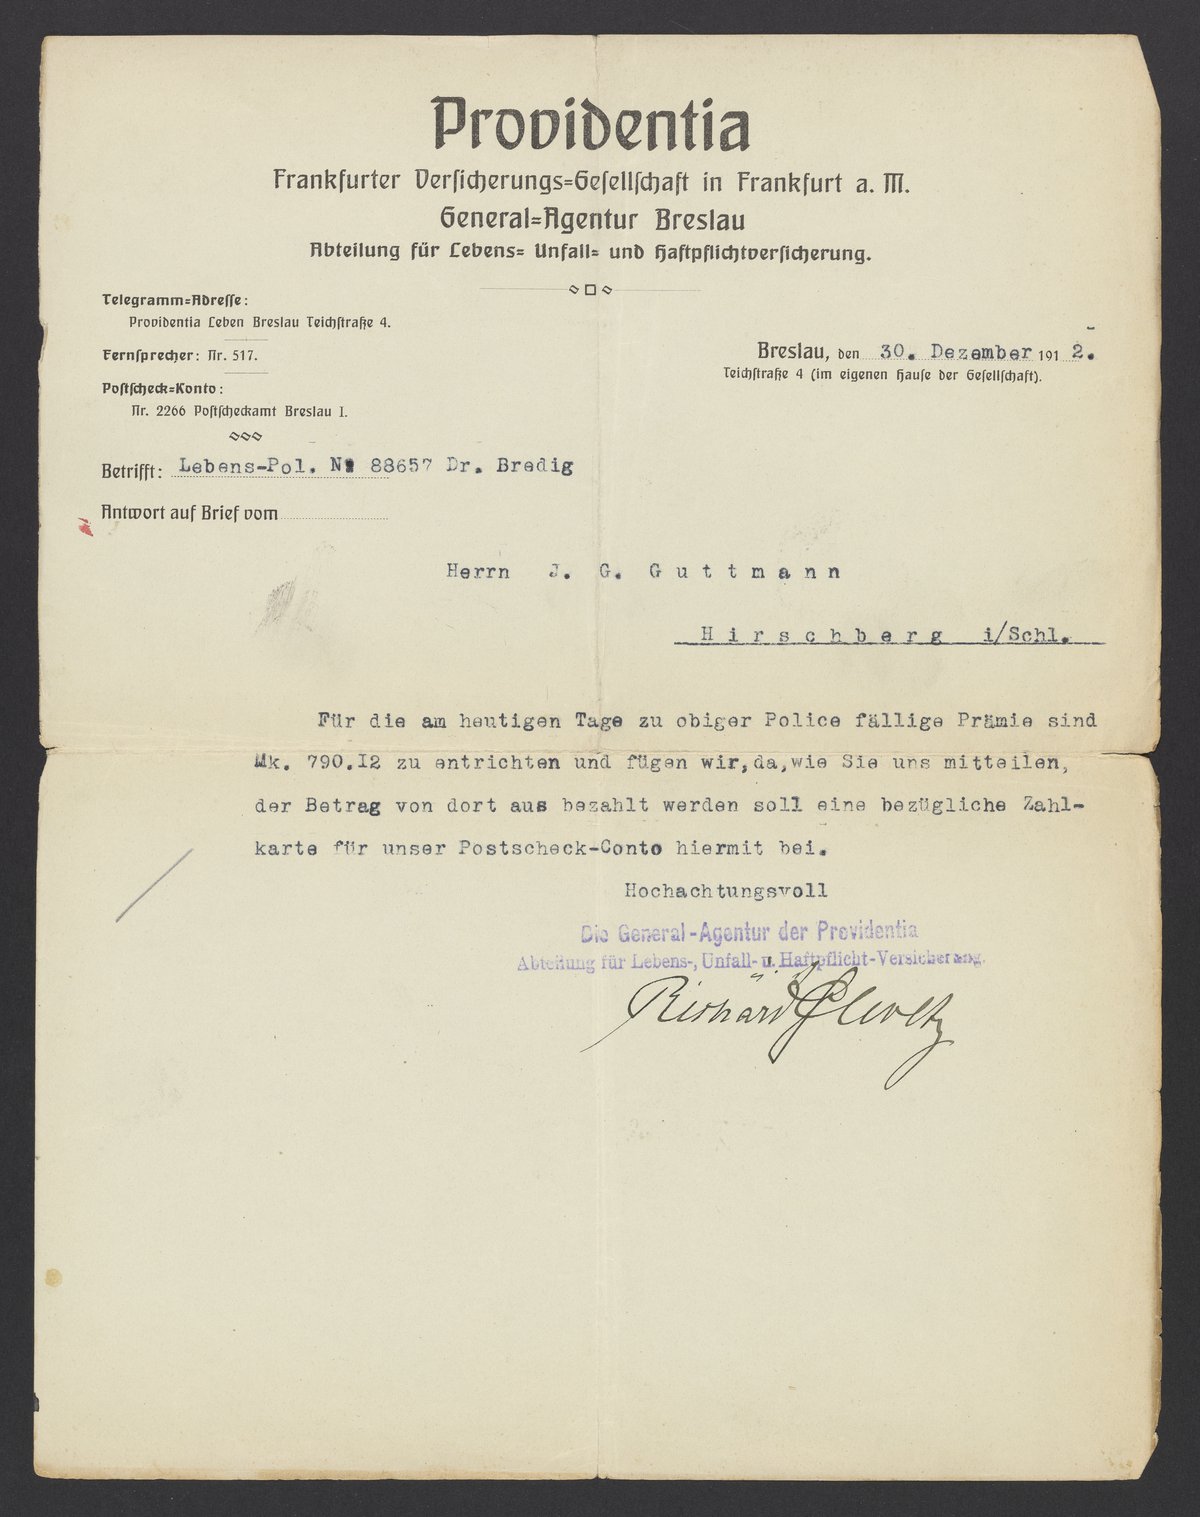 Providentia
Frankfurter Versicherungs=Gesellschaft in Frankfurt a. M.
General=Agentur Breslau
Abteilung für Lebens= Unfall= und Haftpflichtversicherung.
Telegramm=Adresse:
Providentia Leben Breslau Teichstraße 4.
Fernsprecher: Nr. 517.
Postscheck=Konto:
Nr. 2266 Postscheckamt Breslau I.
Breslau, den 30. Dezember 1912.
Teichstraße 4 (im eigenen Hause der Gesellschaft).
Betrifft: Lebens-Pol. No 88657 Dr. Bredig
Antwort auf Brief vom
Herrn J. G. Guttmann
Hirschberg i/Schl.
Für die am heutigen Tage zu obiger Police fällige Prämie sind
Mk. 790.I2 zu entrichten und fügen wir,da,wie Sie uns mitteilen,
der Betrag von dort aus bezahlt werden soll eine bezügliche Zahl-
karte für unser Postscheck-Conto hiermit bei.
Hochachtungsvoll
Die General-Agentur der Providentia
Abteilung für Lebens-, Unfall- u. Haftpflicht-Versicherung.
Richard